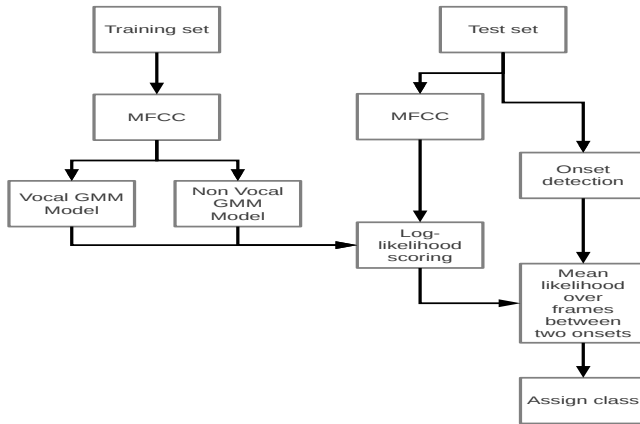 Training set
Test set
MFCC
MFCC
Onset
detection
Vocal GMM
Model
Non Vocal
GMM
Model
Log-
likelihood
scoring
Mean
likelihood
over
frames
between
two onsets
Assign class